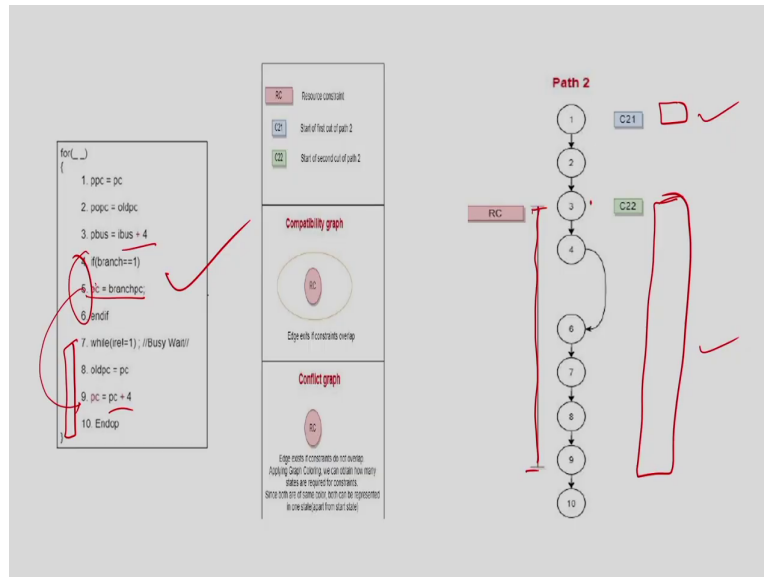 for(_ _)
{
1. ppc = pc
2. popc = oldpc
3. pbus = ibus + 4
4. if(branch==1)
5. pc = branchpc;
6. endif
7. while(irel=1) ; //Busy Wait//
8. oldpc = pc
9. pc = pc + 4
10. Endop
}
RC Resource constraint
C21 Start of first cut of path 2
C22 Start of second cut of path 2
Compatibility graph
RC
Edge exits if constraints overlap
Conflict graph
RC
Edge exists if constraints do not overlap
Applying Graph Coloring, we can obtain how many
states are required for constraints.
Since both are of same color, both can be represented
in one state(apart from start state)
Path 2
1
C21
2
RC
3
C22
4
6
7
8
9
10